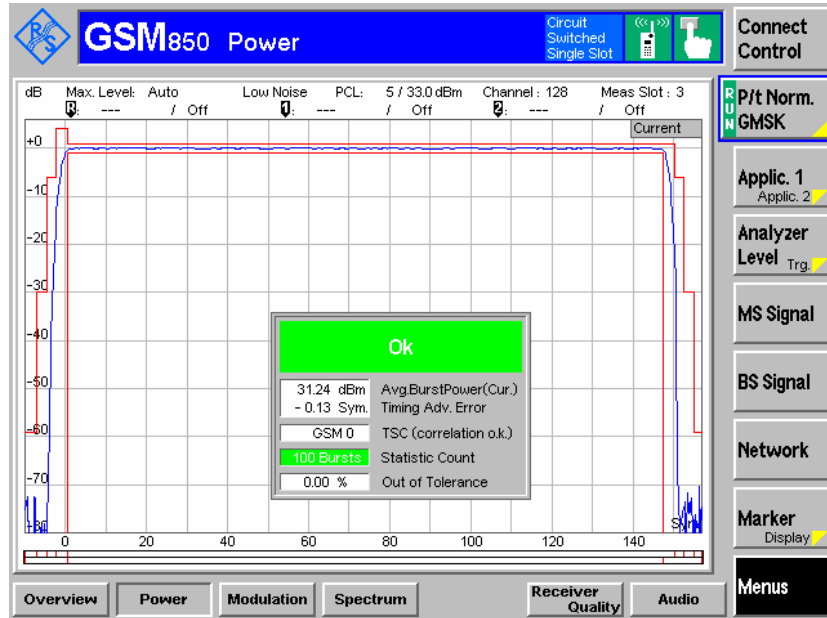 R&S
GSM850 Power
Circuit
Switched
Single Slot
Connect
Control
dB Max. Level: Auto Low Noise PCL: 5 / 33.0 dBm Channel : 128 Meas Slot : 3
R: --- / Off 1: --- / Off 2: --- / Off
Current
RUN
P/t Norm.
GMSK
Applic. 1
Applic. 2
Analyzer
Level Trg.
MS Signal
BS Signal
Network
Marker
Display
Menus
+0
-10
-20
-30
-40
-50
-60
-70
-80
Ok
31.24 dBm Avg.BurstPower(Cur.)
- 0.13 Sym. Timing Adv. Error
GSM 0 TSC (correlation o.k.)
100 Bursts Statistic Count
0.00 % Out of Tolerance
0 20 40 60 80 100 120 140
Overview
Power
Modulation
Spectrum
Receiver
Quality
Audio